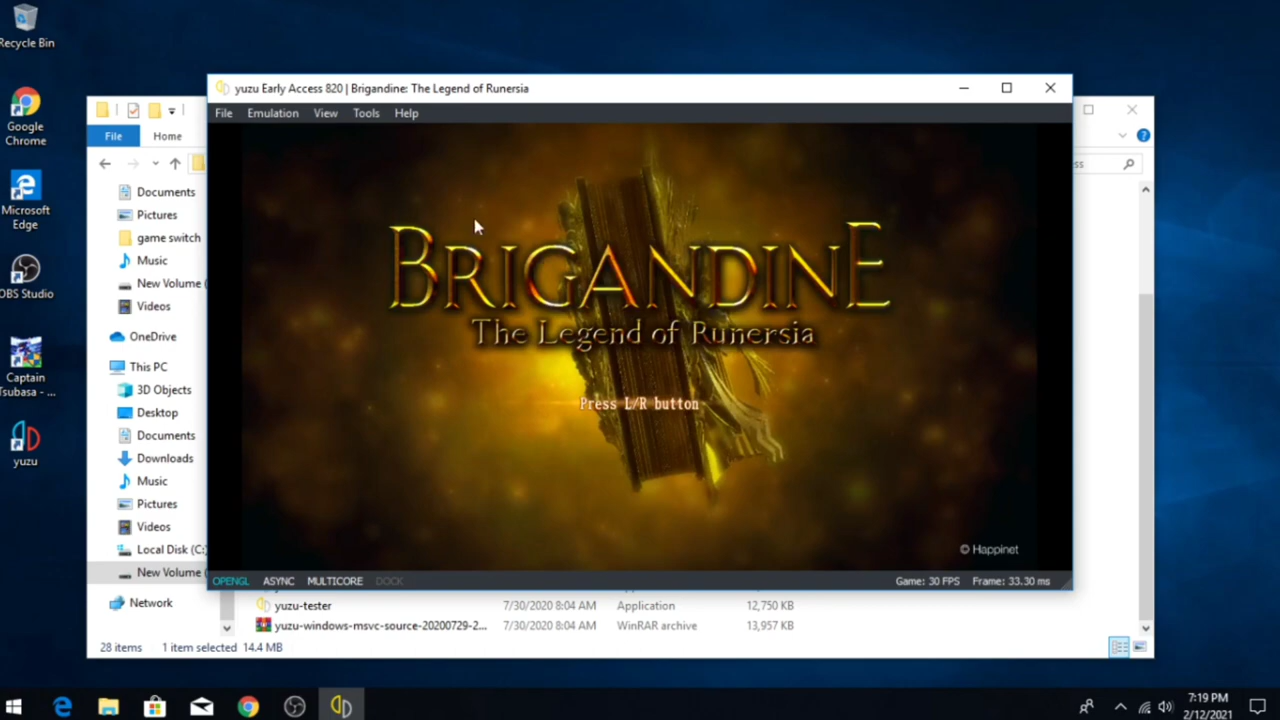 Recycle Bin
Google
Chrome
Microsoft
Edge
OBS Studio
Captain
Tsubasa - ...
yuzu
yuzu Early Access 820 | Brigandine: The Legend of Runersia
File Emulation View Tools Help
File Home
ss
Documents
Pictures
game switch
Music
New Volume (
Videos
OneDrive
This PC
3D Objects
Desktop
Documents
Downloads
Music
Pictures
Videos
Local Disk (C:)
New Volume (
Network
BRIGANDINE
The Legend of Runersia
Press L/R button
© Happinet
OPENGL ASYNC MULTICORE DOCK Game: 30 FPS Frame: 33.30 ms
yuzu-tester 7/30/2020 8:04 AM Application 12,750 KB
yuzu-windows-msvc-source-20200729-2... 7/30/2020 8:04 AM WinRAR archive 13,957 KB
28 items 1 item selected 14.4 MB
7:19 PM
2/12/2021